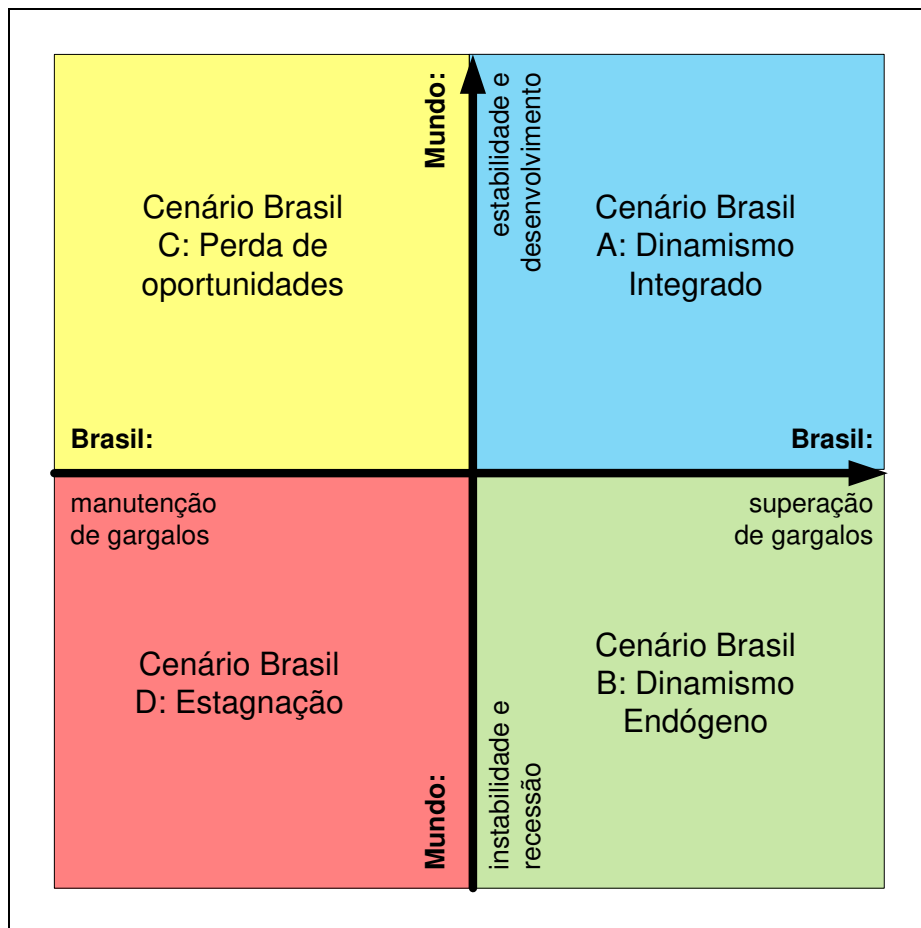 Mundo:
estabilidade e
desenvolvimento
Cenário Brasil
C: Perda de
oportunidades
Cenário Brasil
A: Dinamismo
Integrado
Brasil:
Brasil:
manutenção
de gargalos
superação
de gargalos
Cenário Brasil
D: Estagnação
Cenário Brasil
B: Dinamismo
Endógeno
Mundo:
instabilidade e
recessão